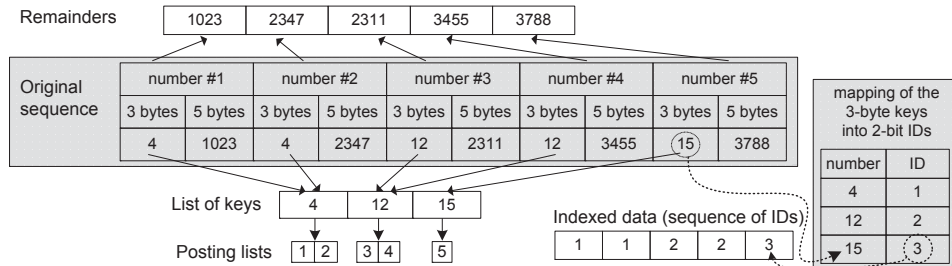 Remainders
1023 2347 2311 3455 3788
Original
sequence
number #1 number #2 number #3 number #4 number #5
3 bytes 5 bytes 3 bytes 5 bytes 3 bytes 5 bytes 3 bytes 5 bytes 3 bytes 5 bytes
4 1023 4 2347 12 2311 12 3455 15 3788
List of keys
4 12 15
Posting lists
1 2 3 4 5
Indexed data (sequence of IDs)
1 1 2 2 3
mapping of the
3-byte keys
into 2-bit IDs
number ID
4 1
12 2
15 3